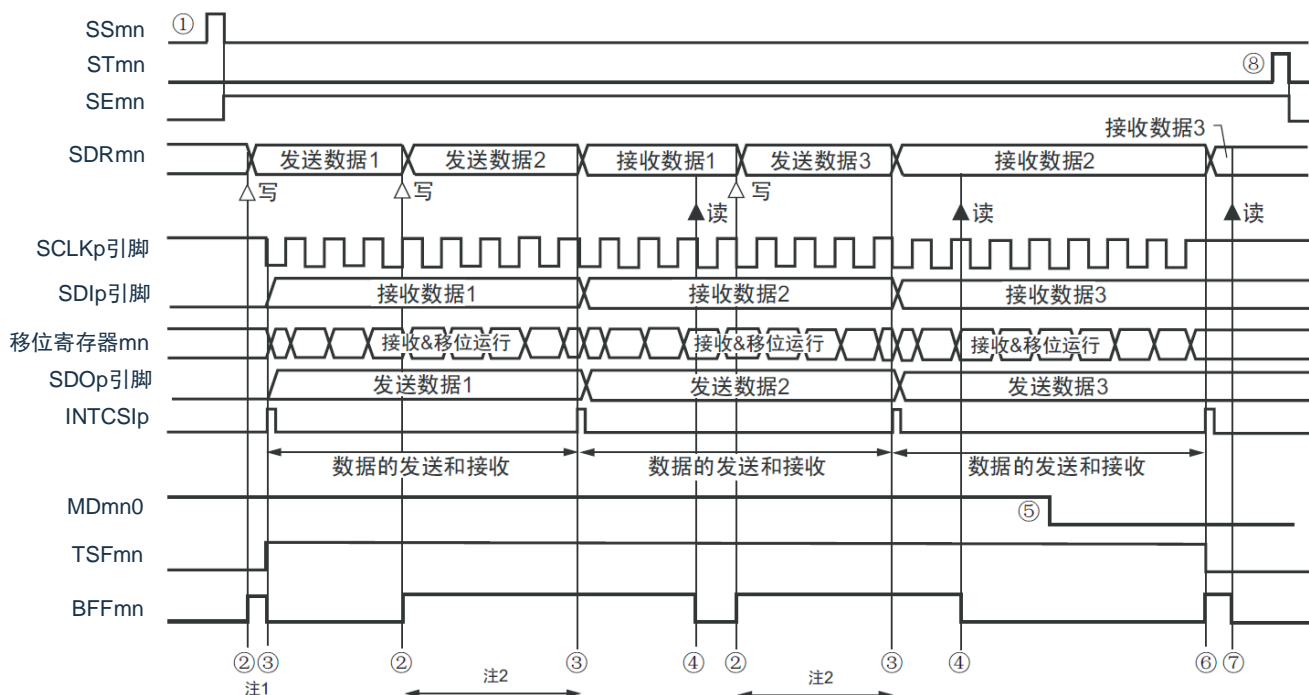 SSmn ①
STmn ⑧
SEmn
接收数据3
SDRmn 发送数据1 发送数据2 接收数据1 发送数据3 接收数据2
写 写 读 写 读 读
SCLKp引脚
SDIp引脚 接收数据1 接收数据2 接收数据3
移位寄存器mn 接收&移位运行 接收&移位运行 接收&移位运行
SDOp引脚 发送数据1 发送数据2 发送数据3
INTCSIp
数据的发送和接收 数据的发送和接收 数据的发送和接收
MDmn0 ⑤
TSFmn
BFFmn
② ③ ② ③ ④ ② ③ ④ ⑥ ⑦
注1 注2 注2